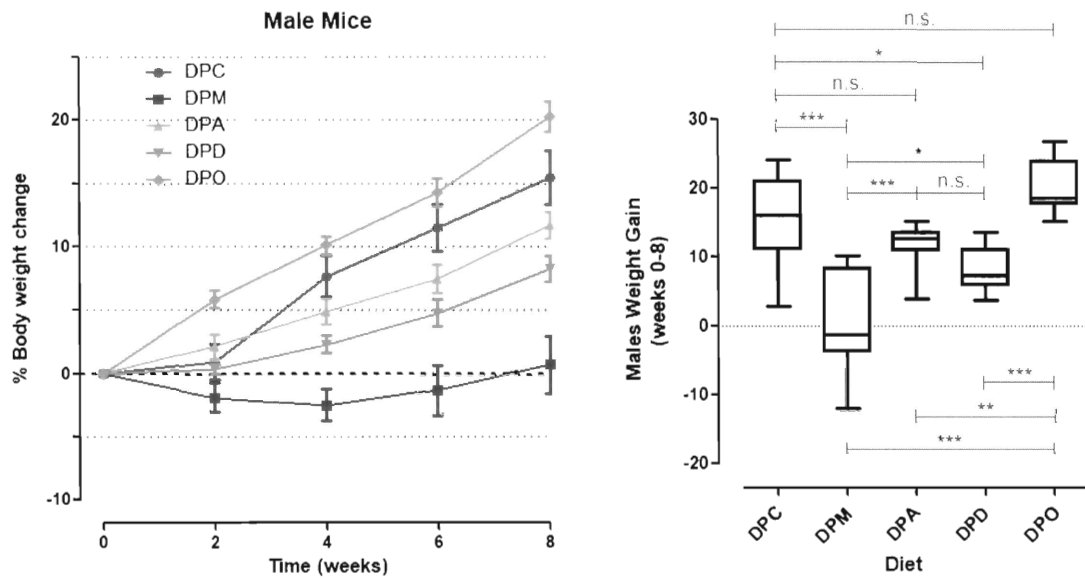 Male Mice
% Body weight change
20
10
0
-10
DPC
DPM
DPA
DPD
DPO
0 2 4 6 8
Time (weeks)
Males Weight Gain
(weeks 0-8)
30
20
10
0
-10
-20
n.s.
*
n.s.
***
*
*** n.s.
***
**
***
DPC DPM DPA DPD DPO
Diet